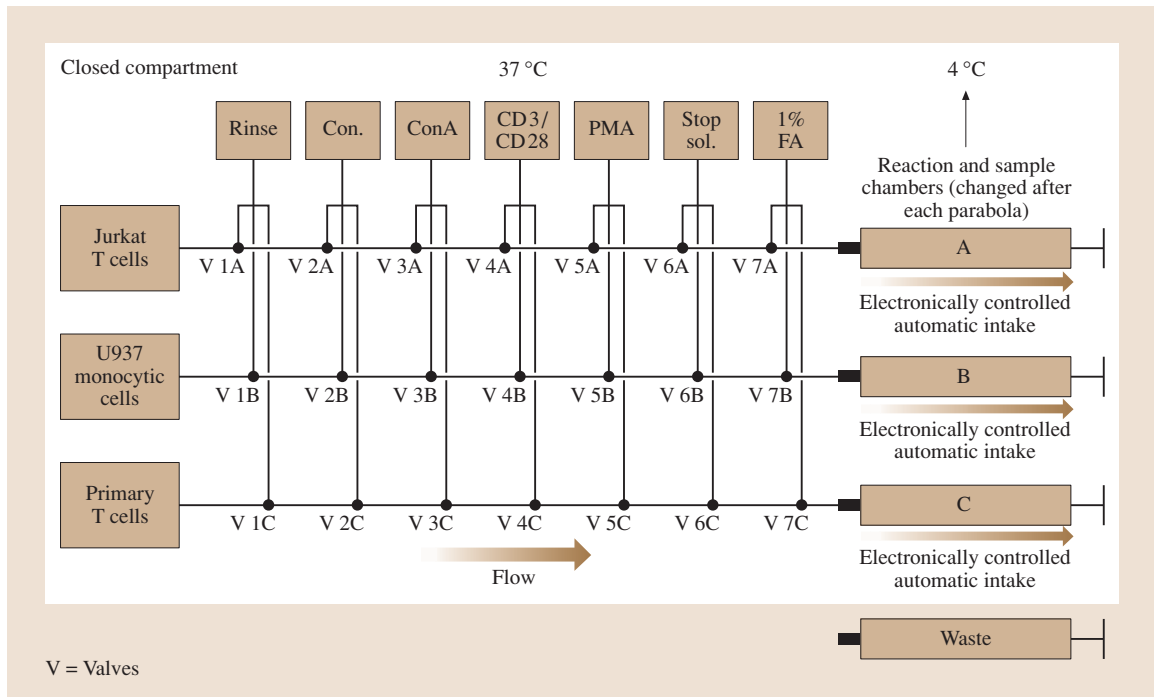 Closed compartment
37 °C
4 °C
Rinse
Con.
ConA
CD3/
CD28
PMA
Stop
sol.
1%
FA
Reaction and sample
chambers (changed after
each parabola)
Jurkat
T cells
V 1A
V 2A
V 3A
V 4A
V 5A
V 6A
V 7A
A
Electronically controlled
automatic intake
U937
monocytic
cells
V 1B
V 2B
V 3B
V 4B
V 5B
V 6B
V 7B
B
Electronically controlled
automatic intake
Primary
T cells
V 1C
V 2C
V 3C
V 4C
V 5C
V 6C
V 7C
C
Electronically controlled
automatic intake
Flow
Waste
V = Valves